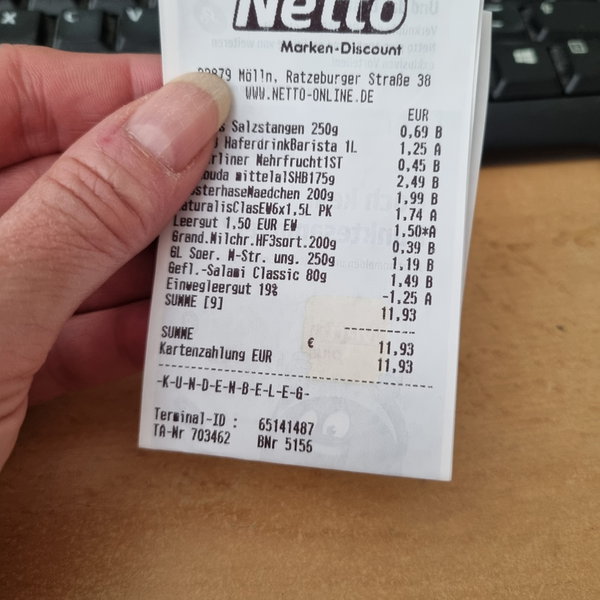 Netto
Marken-Discount
Mölln, Ratzeburger Straße 38
WWW.NETTO-ONLINE.DE
EUR
Salzstangen 250g 0,69 B
HaferdrinkBarista 1L 1,25 A
Mehrfrucht1ST 0,45 B
mittelalSHB175g 2,49 B
200g 1,99 B
6x1,5L PK 1,74 A
Leergut 1.50 EUR EW 1,50*A
Grand.Milchr.HF3sort.200g 0,39 B
GL Soer. W-Str. ung. 250g 1,19 B
Gefl.-Salami Classic 80g 1,49 B
Einwegleergut 19% -1,25 A
SUMME [9] 11,93
SUMME € 11,93
Kartenzahlung EUR 11,93
-K-U-N-D-E-N-B-E-L-E-G-
Terminal-ID : 65141487
TA-Nr 703462 BNr 5156